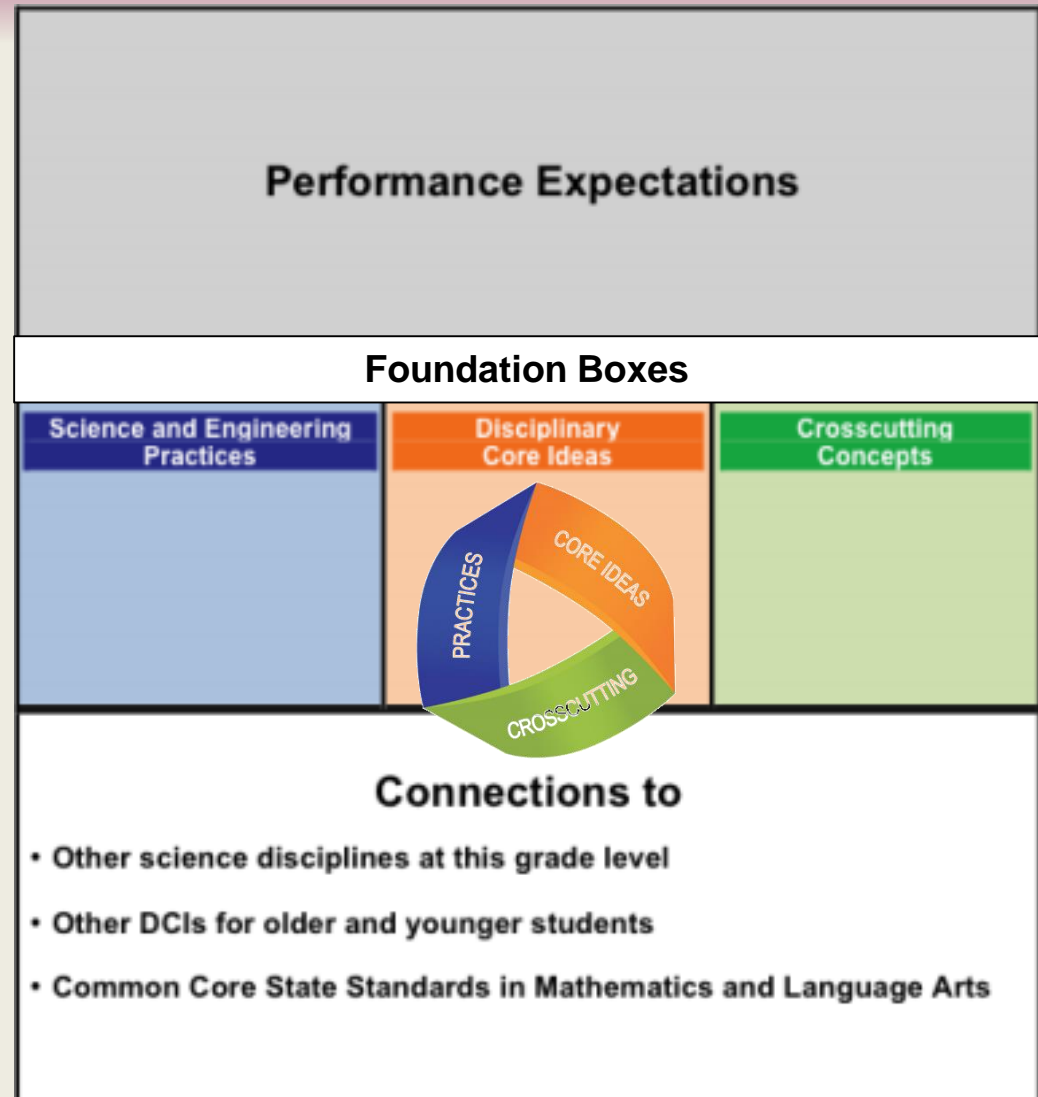 Performance Expectations
Foundation Boxes
Science and Engineering
Practices
Disciplinary
Core Ideas
Crosscutting
Concepts
PRACTICES
CORE IDEAS
CROSSCUTTING
Connections to
• Other science disciplines at this grade level
• Other DCIs for older and younger students
• Common Core State Standards in Mathematics and Language Arts